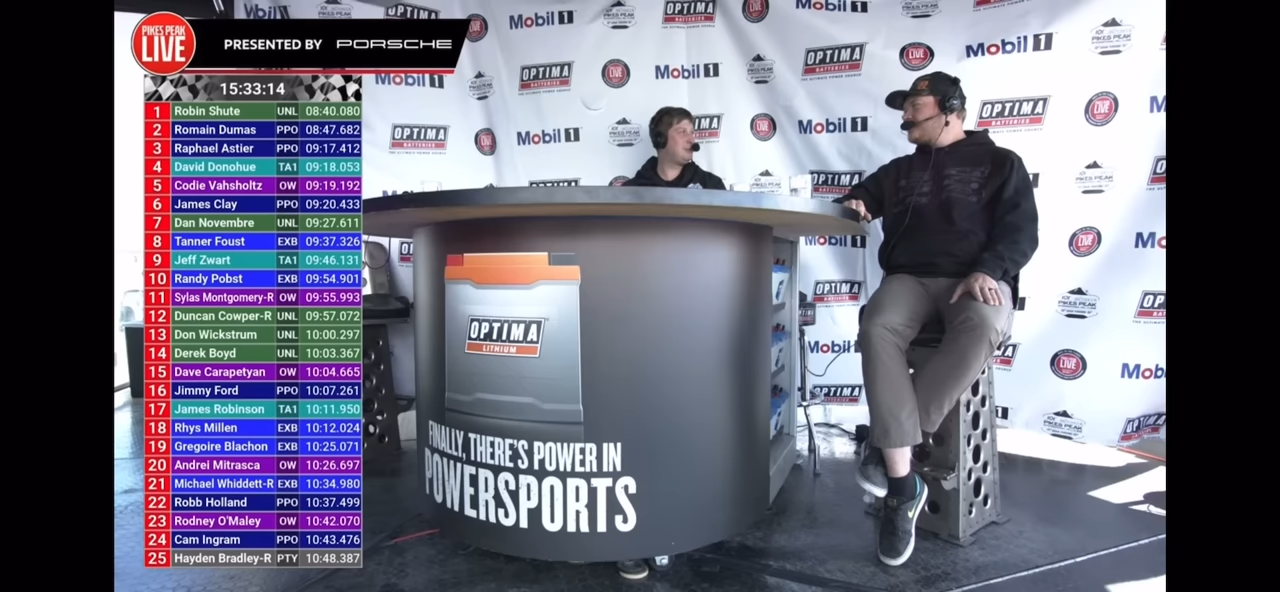 PIKES PEAK
LIVE
PRESENTED BY PORSCHE
15:33:14
1 Robin Shute UNL 08:40.080
2 Romain Dumas PPO 08:47.682
3 Raphael Astier PPO 09:17.412
4 David Donohue TA1 09:18.053
5 Codie Vahsholtz OW 09:19.192
6 James Clay PPO 09:20.433
7 Dan Novembre UNL 09:27.611
8 Tanner Foust EXB 09:37.326
9 Jeff Zwart TA1 09:46.131
10 Randy Pobst EXB 09:54.901
11 Sylas Montgomery-R OW 09:55.993
12 Duncan Cowper-R UNL 09:57.072
13 Don Wickstrum UNL 10:00.297
14 Derek Boyd UNL 10:03.367
15 Dave Carapetyan OW 10:04.665
16 Jimmy Ford PPO 10:07.261
17 James Robinson TA1 10:11.950
18 Rhys Millen EXB 10:12.024
19 Gregoire Blachon EXB 10:25.071
20 Andrei Mitrasca OW 10:26.697
21 Michael Whiddett-R EXB 10:34.980
22 Robb Holland PPO 10:37.499
23 Rodney O'Maley OW 10:42.070
24 Cam Ingram PPO 10:43.476
25 Hayden Bradley-R PTY 10:48.387
Mobil 1
OPTIMA
BATTERIES
PIKES PEAK
LIVE
OPTIMA
LITHIUM
FINALLY, THERE'S POWER IN
POWERSPORTS